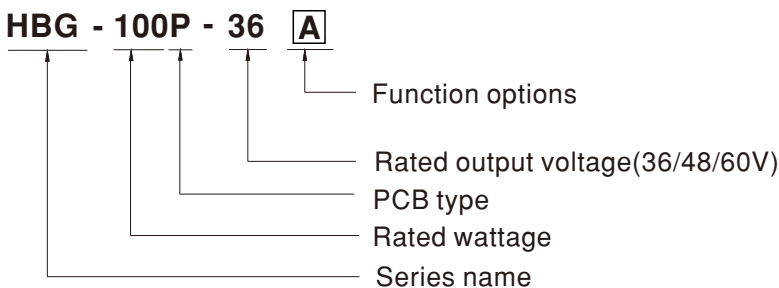 HBG - 100P - 36 A
Function options
Rated output voltage(36/48/60V)
PCB type
Rated wattage
Series name